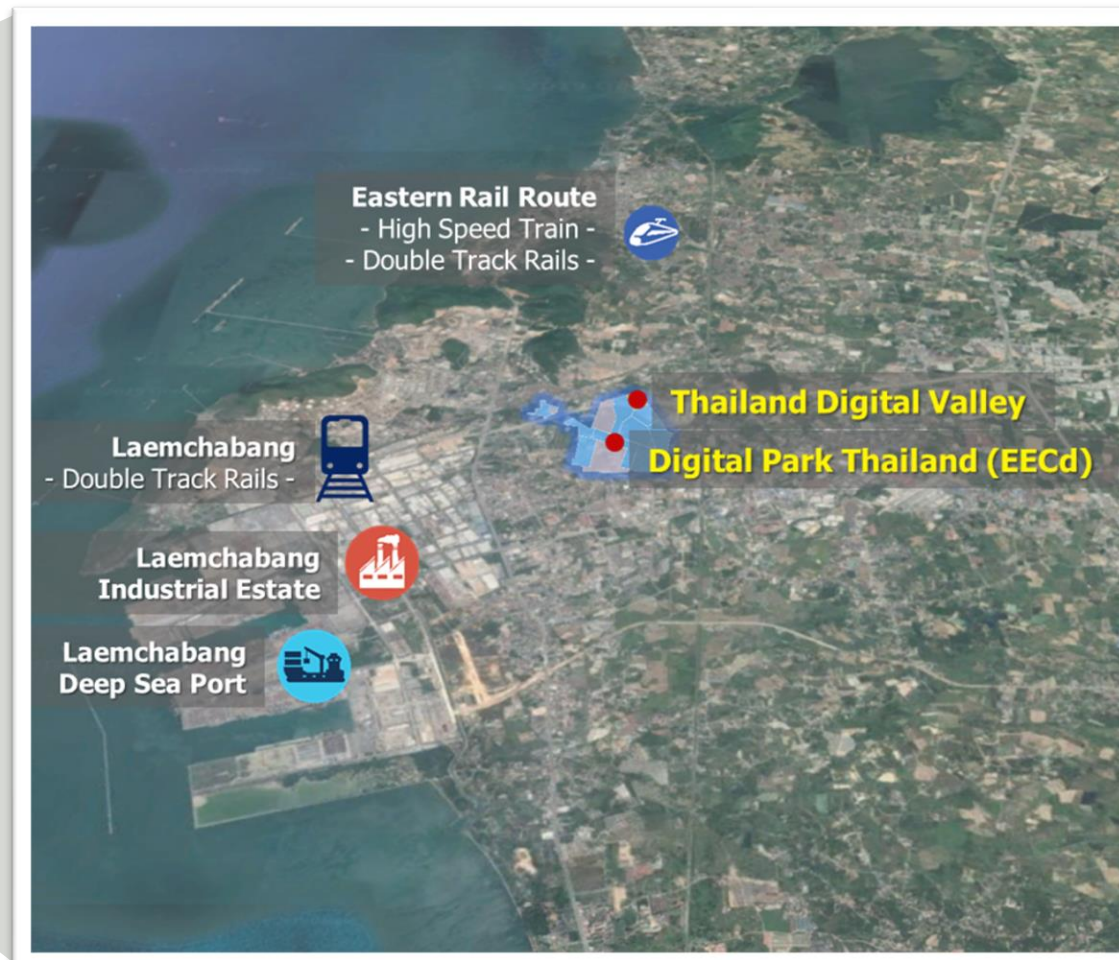 Eastern Rail Route
- High Speed Train -
- Double Track Rails -
Thailand Digital Valley
Laemchabang
- Double Track Rails -
Digital Park Thailand (EECd)
Laemchabang
Industrial Estate
Laemchabang
Deep Sea Port